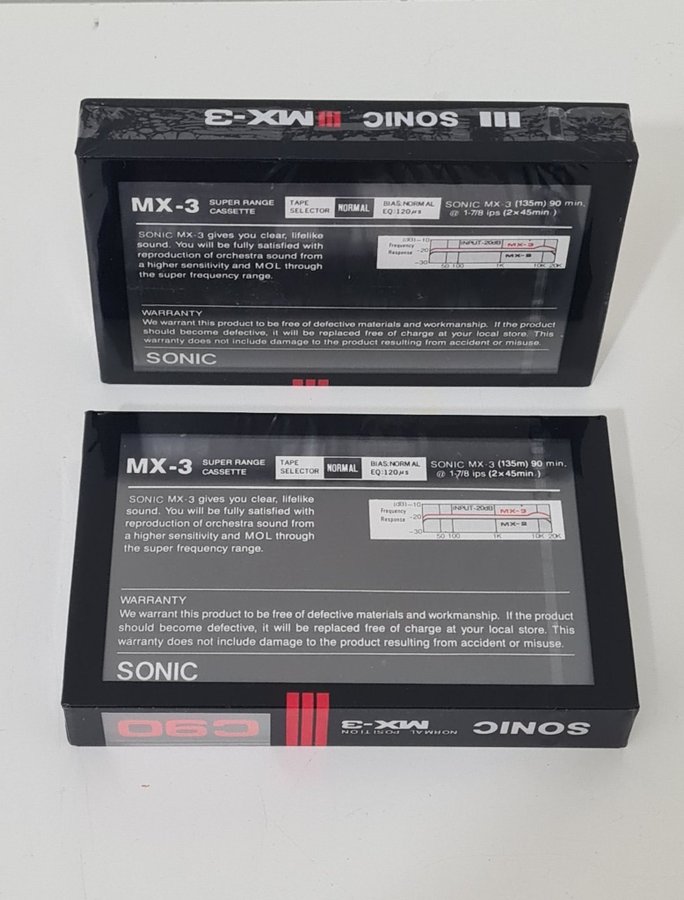 III SONIC III MX-3
MX-3 SUPER RANGE CASSETTE TAPE SELECTOR NORMAL BIAS:NORMAL EQ:120μs SONIC MX-3 (135m) 90 min. @ 1-7/8 ips (2×45min.)
SONIC MX-3 gives you clear, lifelike
sound. You will be fully satisfied with
reproduction of orchestra sound from
a higher sensitivity and MOL through
the super frequency range.
(dB) -10 INPUT-20dB MX-3
Frequency Response -20
MX-2
-30
50 100 1K 10K 20K
WARRANTY
We warrant this product to be free of defective materials and workmanship. If the product
should become defective, it will be replaced free of charge at your local store. This
warranty does not include damage to the product resulting from accident or misuse.
SONIC
MX-3 SUPER RANGE CASSETTE TAPE SELECTOR NORMAL BIAS:NORMAL EQ:120μs SONIC MX-3 (135m) 90 min. @ 1-7/8 ips (2×45min.)
SONIC MX-3 gives you clear, lifelike
sound. You will be fully satisfied with
reproduction of orchestra sound from
a higher sensitivity and MOL through
the super frequency range.
(dB) -10 INPUT-20dB MX-3
Frequency Response -20
MX-2
-30
50 100 1K 10K 20K
WARRANTY
We warrant this product to be free of defective materials and workmanship. If the product
should become defective, it will be replaced free of charge at your local store. This
warranty does not include damage to the product resulting from accident or misuse.
SONIC
SONIC MX-3 NORMAL POSITION C90